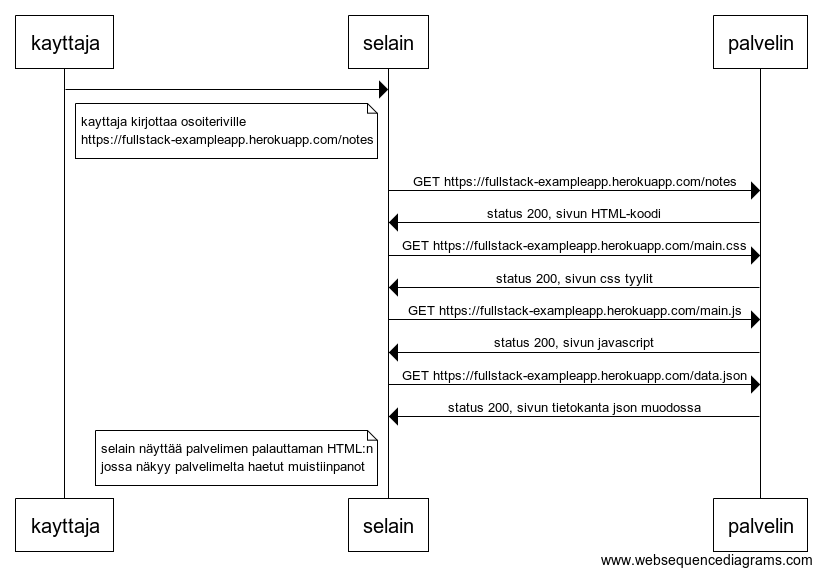 kayttaja
selain
palvelin
kayttaja kirjottaa osoiteriville
https://fullstack-exampleapp.herokuapp.com/notes
GET https://fullstack-exampleapp.herokuapp.com/notes
status 200, sivun HTML-koodi
GET https://fullstack-exampleapp.herokuapp.com/main.css
status 200, sivun css tyylit
GET https://fullstack-exampleapp.herokuapp.com/main.js
status 200, sivun javascript
GET https://fullstack-exampleapp.herokuapp.com/data.json
status 200, sivun tietokanta json muodossa
selain näyttää palvelimen palauttaman HTML:n
jossa näkyy palvelimelta haetut muistiinpanot
kayttaja
selain
palvelin
www.websequencediagrams.com